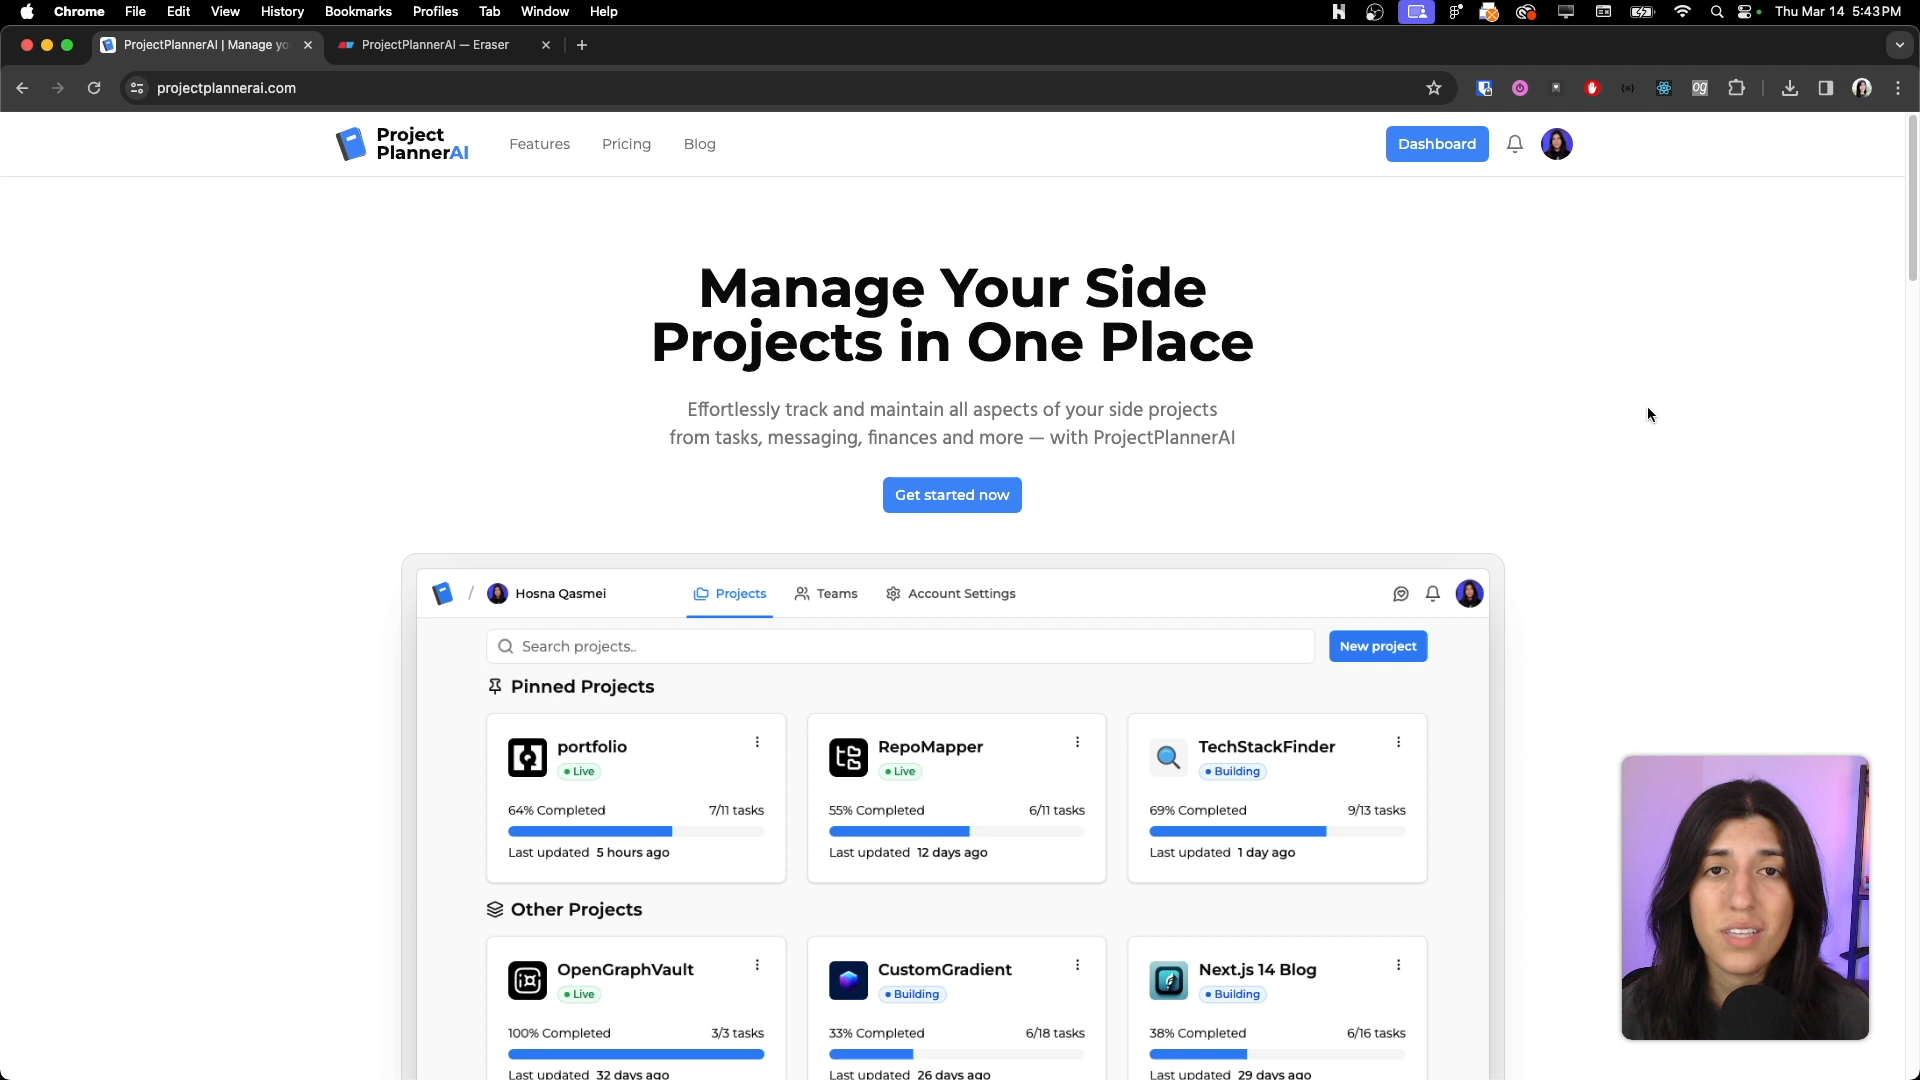 Chrome File Edit View History Bookmarks Profiles Tab Window Help Thu Mar 14 5:43PM
ProjectPlannerAI | Manage yo ProjectPlannerAI — Eraser
projectplannerai.com
Project
PlannerAI
Features Pricing Blog Dashboard
Manage Your Side
Projects in One Place
Effortlessly track and maintain all aspects of your side projects
from tasks, messaging, finances and more — with ProjectPlannerAI
Get started now
/ Hosna Qasmei Projects Teams Account Settings
Search projects.. New project
Pinned Projects
portfolio RepoMapper TechStackFinder
Live Live Building
64% Completed 7/11 tasks 55% Completed 6/11 tasks 69% Completed 9/13 tasks
Last updated 5 hours ago Last updated 12 days ago Last updated 1 day ago
Other Projects
OpenGraphVault CustomGradient Next.js 14 Blog
Live Building Building
100% Completed 3/3 tasks 33% Completed 6/18 tasks 38% Completed 6/16 tasks
Last updated 32 days ago Last updated 26 days ago Last updated 29 days ago